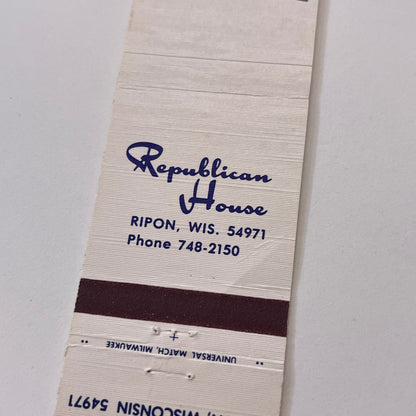 Republican
House
RIPON, WIS. 54971
Phone 748-2150
UNIVERSAL MATCH, MILWAUKEE
WISCONSIN 54971